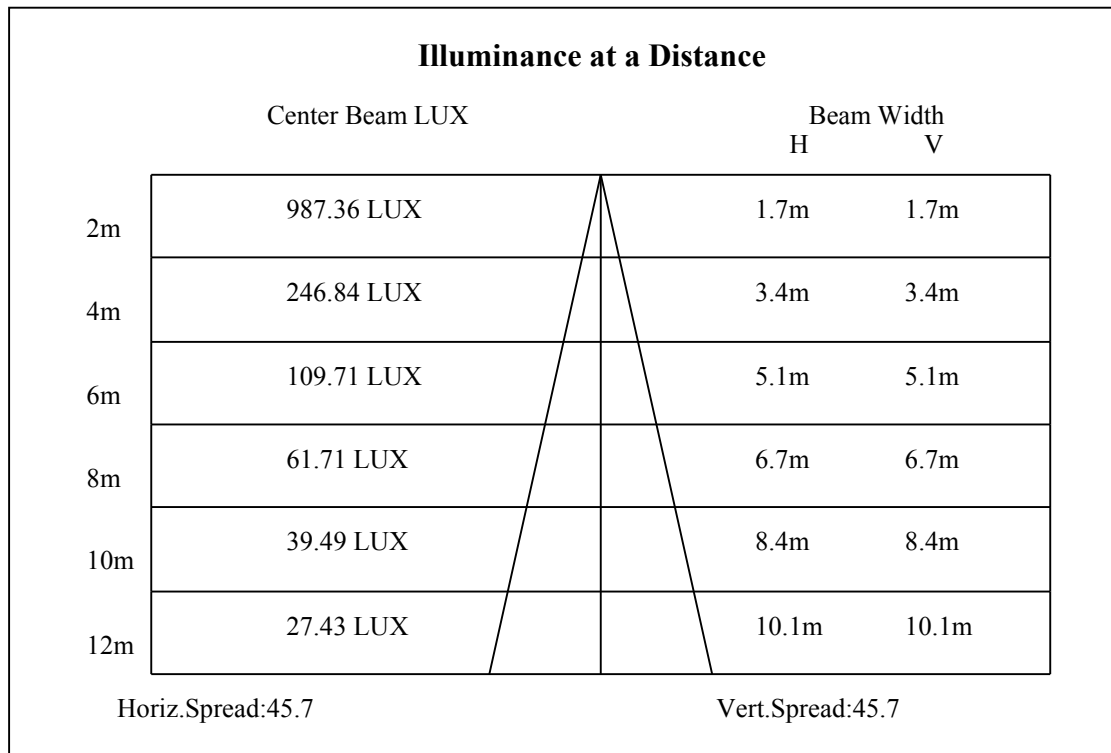 Illuminance at a Distance
Center Beam LUX Beam Width
H V
2m 987.36 LUX 1.7m 1.7m
4m 246.84 LUX 3.4m 3.4m
6m 109.71 LUX 5.1m 5.1m
8m 61.71 LUX 6.7m 6.7m
10m 39.49 LUX 8.4m 8.4m
12m 27.43 LUX 10.1m 10.1m
Horiz.Spread:45.7 Vert.Spread:45.7